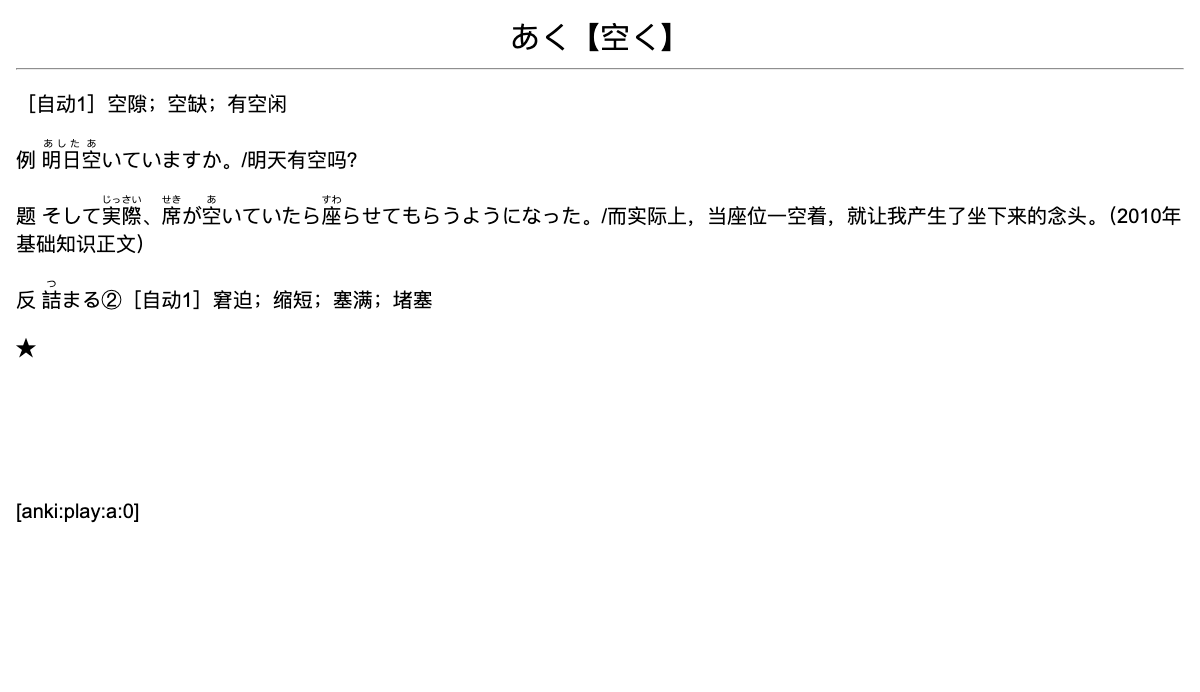 あく【空く】
［自动1］空隙；空缺；有空闲
あした あ
例 明日空いていますか。/明天有空吗?
じっさい せき あ すわ
题 そして実際、席が空いていたら座らせてもらうようになった。/而实际上，当座位一空着，就让我产生了坐下来的念头。（2010年
基础知识正文）
つ
反 詰まる②［自动1］窘迫；缩短；塞满；堵塞
★
[anki:play:a:0]